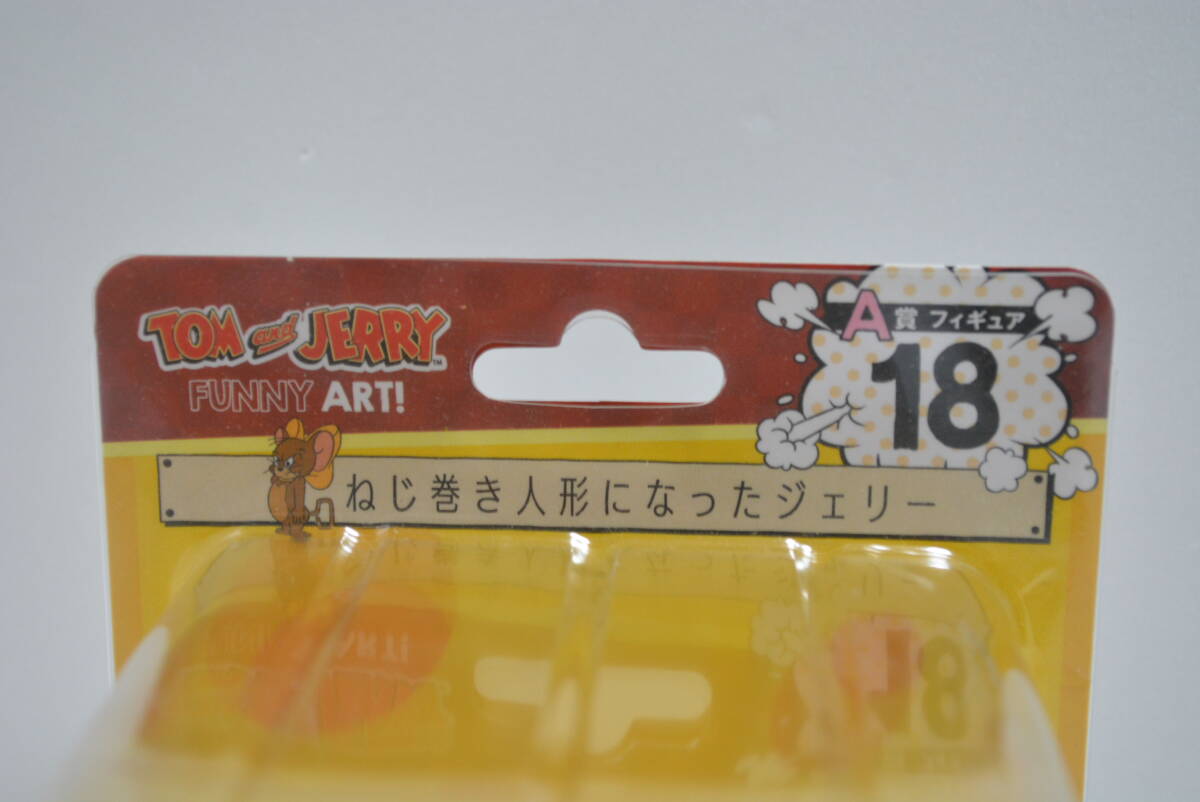 TOM and JERRY™
FUNNY ART!
A賞 フィギュア
18
ねじ巻き人形になったジェリー